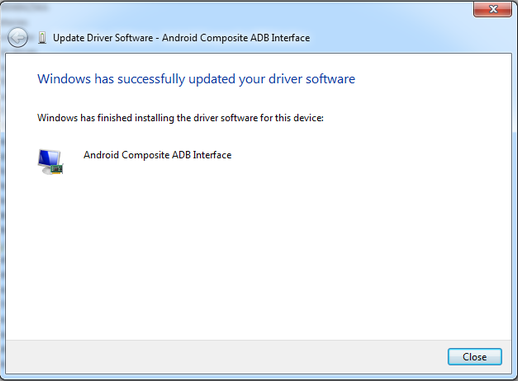 Update Driver Software - Android Composite ADB Interface
Windows has successfully updated your driver software
Windows has finished installing the driver software for this device:
Android Composite ADB Interface
Close